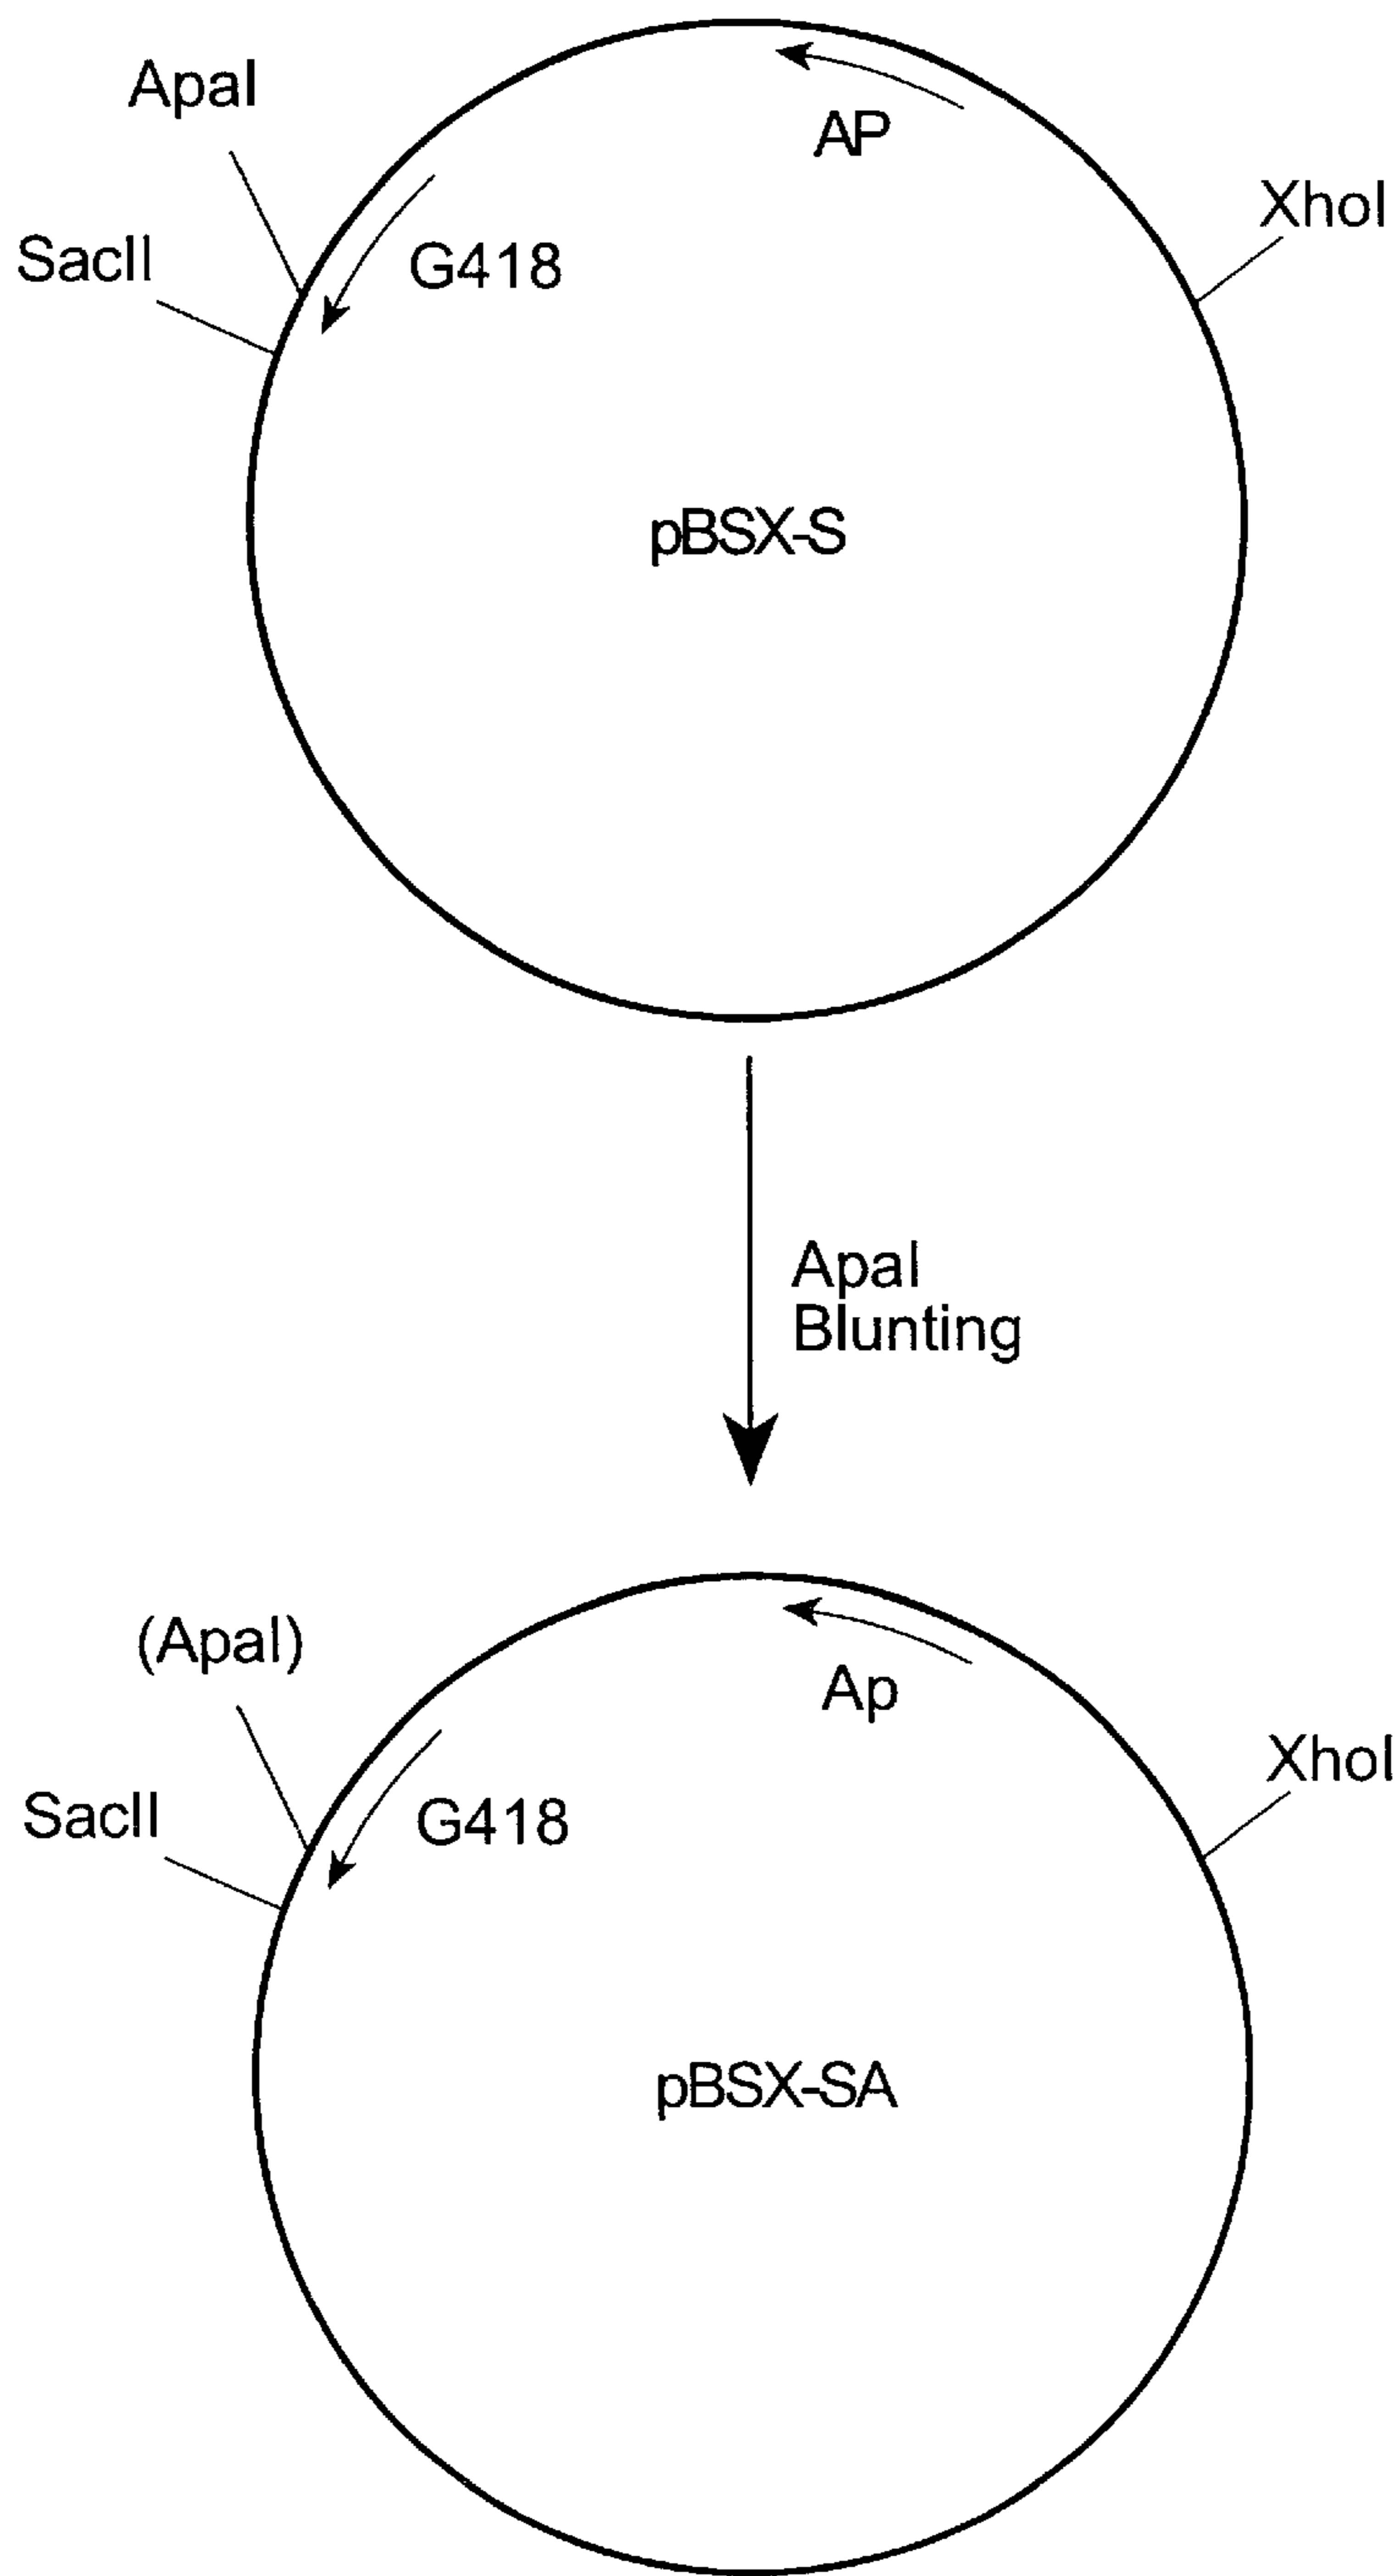 ApaI
AP
XhoI
SacII
G418
pBSX-S
ApaI
Blunting
(ApaI)
Ap
XhoI
SacII
G418
pBSX-SA